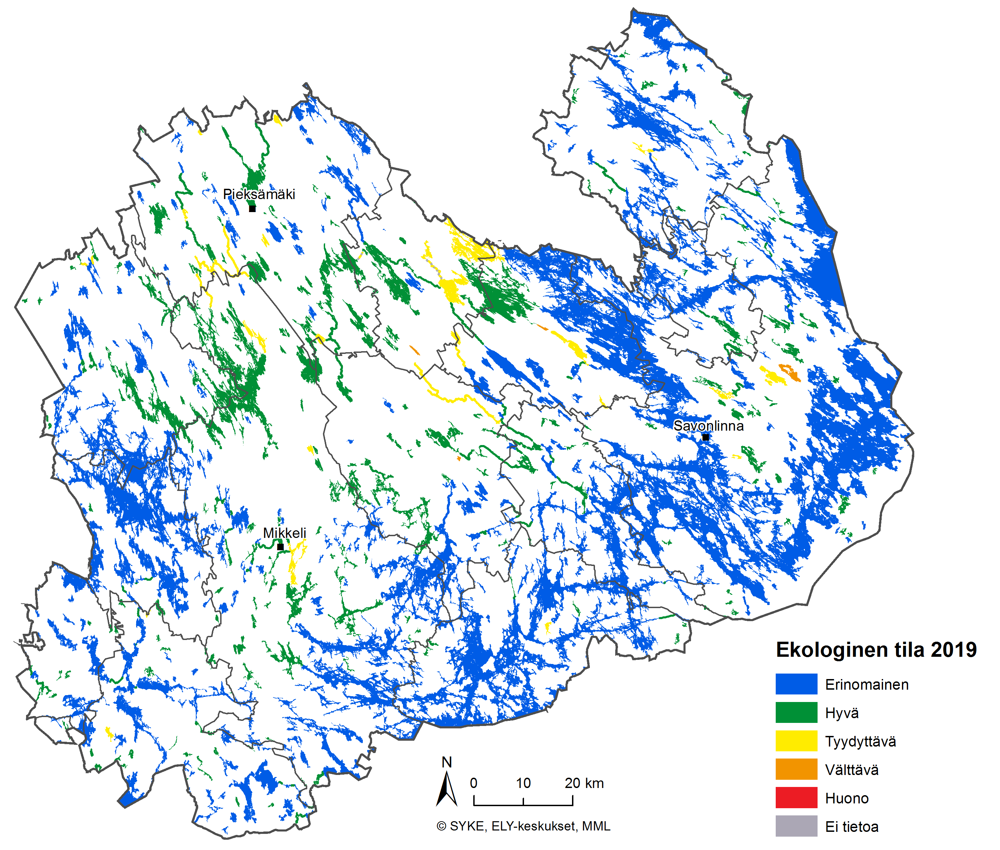 Pieksämäki
Savonlinna
Mikkeli
Ekologinen tila 2019
Erinomainen
Hyvä
Tyydyttävä
Välttävä
Huono
Ei tietoa
N
0 10 20 km
© SYKE, ELY-keskukset, MML